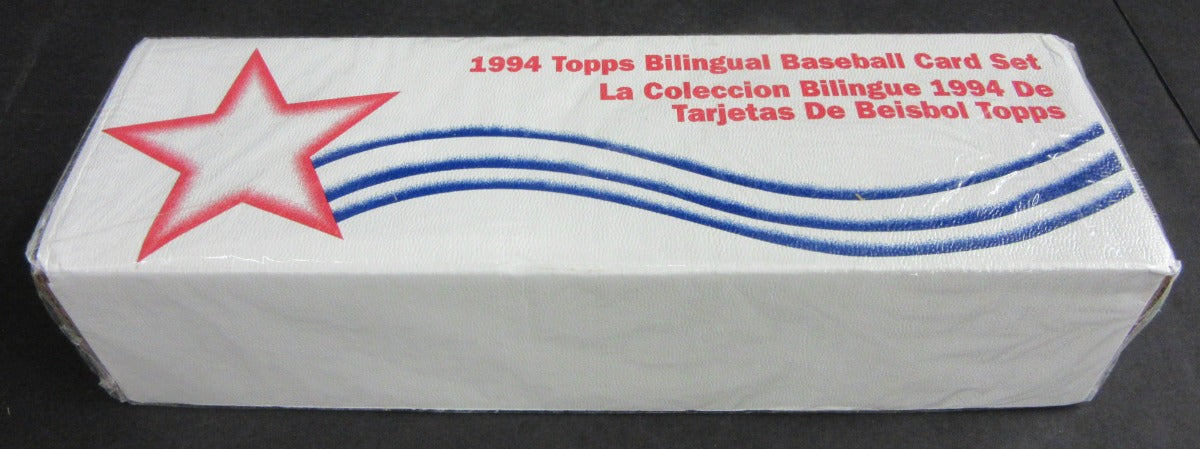 1994 Topps Bilingual Baseball Card Set
La Coleccion Bilingue 1994 De
Tarjetas De Beisbol Topps